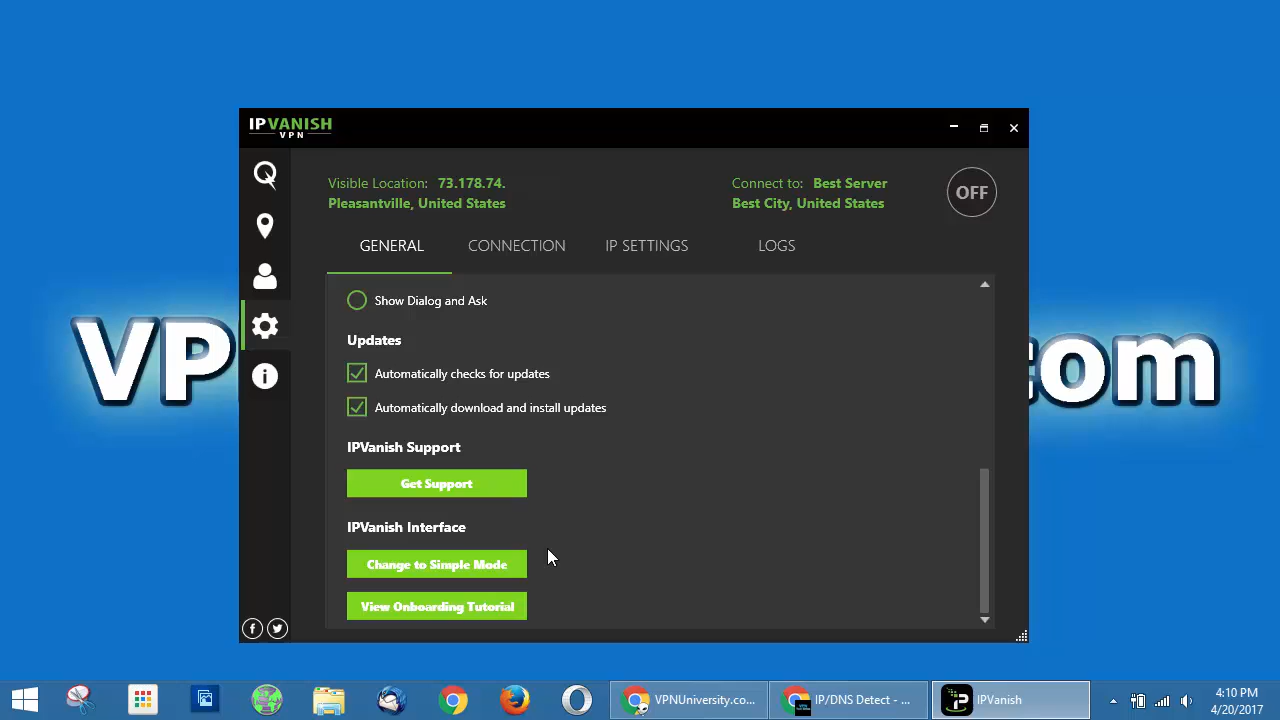 IPVANISH
VPN
Visible Location: 73.178.74.
Pleasantville, United States
Connect to: Best Server
Best City, United States
OFF
GENERAL
CONNECTION
IP SETTINGS
LOGS
Show Dialog and Ask
Updates
Automatically checks for updates
Automatically download and install updates
IPVanish Support
Get Support
IPVanish Interface
Change to Simple Mode
View Onboarding Tutorial
VP
com
VPNUniversity.co...
IP/DNS Detect - ...
IPVanish
4:10 PM
4/20/2017